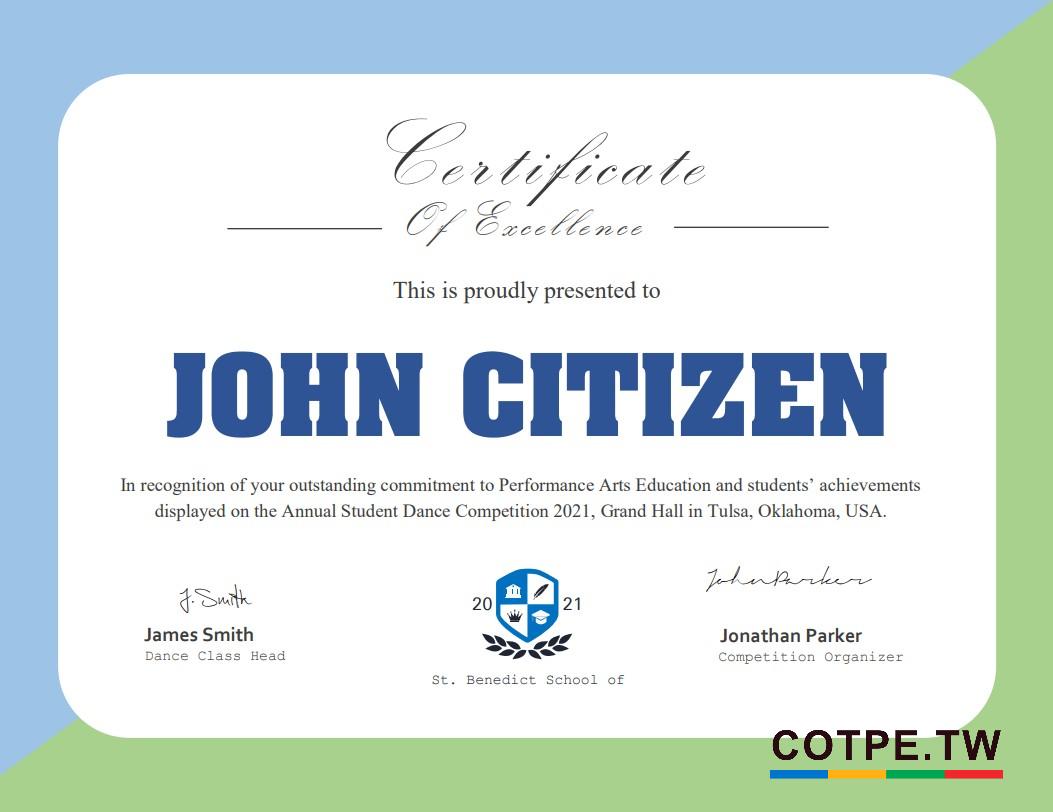 Certificate
Of Excellence
This is proudly presented to
JOHN CITIZEN
In recognition of your outstanding commitment to Performance Arts Education and students’ achievements
displayed on the Annual Student Dance Competition 2021, Grand Hall in Tulsa, Oklahoma, USA.
J. Smith
James Smith
Dance Class Head
20 21
St. Benedict School of
John Parker
Jonathan Parker
Competition Organizer
COTPE.TW